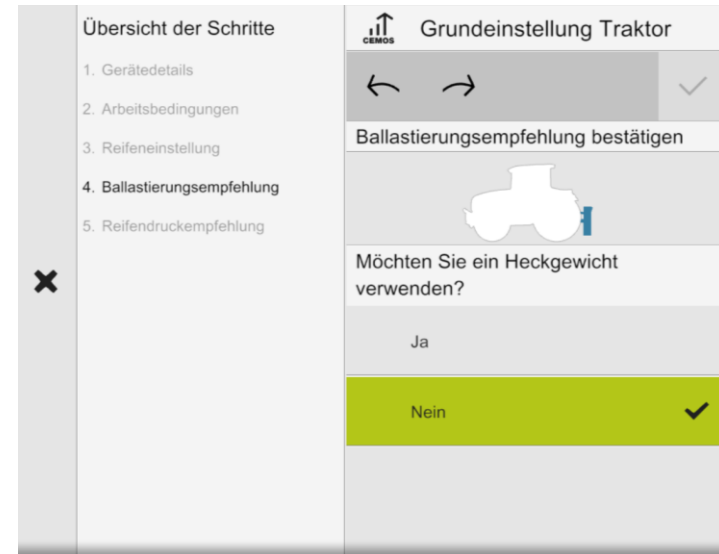 Übersicht der Schritte
1. Gerätedetails
2. Arbeitsbedingungen
3. Reifeneinstellung
4. Ballastierungsempfehlung
5. Reifendruckempfehlung
CEMOS
Grundeinstellung Traktor
Ballastierungsempfehlung bestätigen
Möchten Sie ein Heckgewicht
verwenden?
Ja
Nein